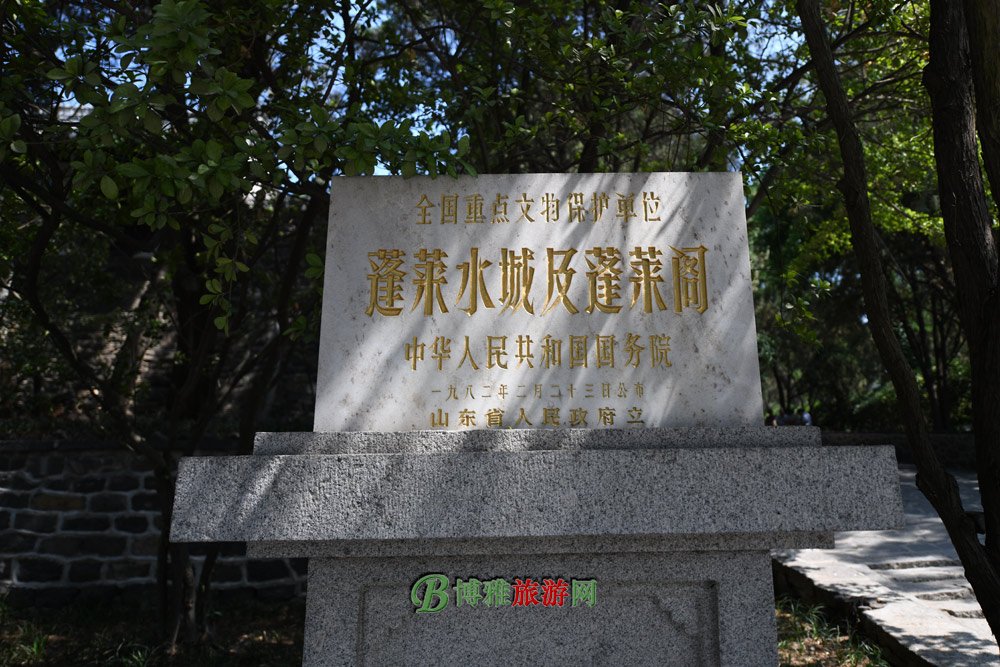 全国重点文物保护单位
蓬莱水城及蓬莱阁
中华人民共和国国务院
一九八二年二月二十三日公布
山东省人民政府立
B博雅旅游网